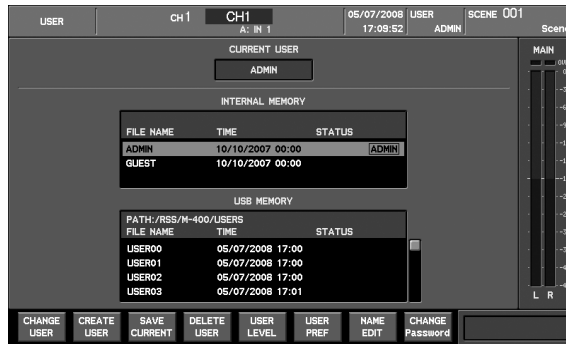 USER
CH 1 CH1
A: IN 1
05/07/2008
17:09:52
USER
ADMIN
SCENE 001
Scene
CURRENT USER
ADMIN
MAIN
INTERNAL MEMORY
FILE NAME TIME STATUS
ADMIN 10/10/2007 00:00 ADMIN
GUEST 10/10/2007 00:00
USB MEMORY
PATH:/RSS/M-400/USERS
FILE NAME TIME STATUS
USER00 05/07/2008 17:00
USER01 05/07/2008 17:00
USER02 05/07/2008 17:00
USER03 05/07/2008 17:01
L R
CHANGE USER
CREATE USER
SAVE CURRENT
DELETE USER
USER LEVEL
USER PREF
NAME EDIT
CHANGE Password